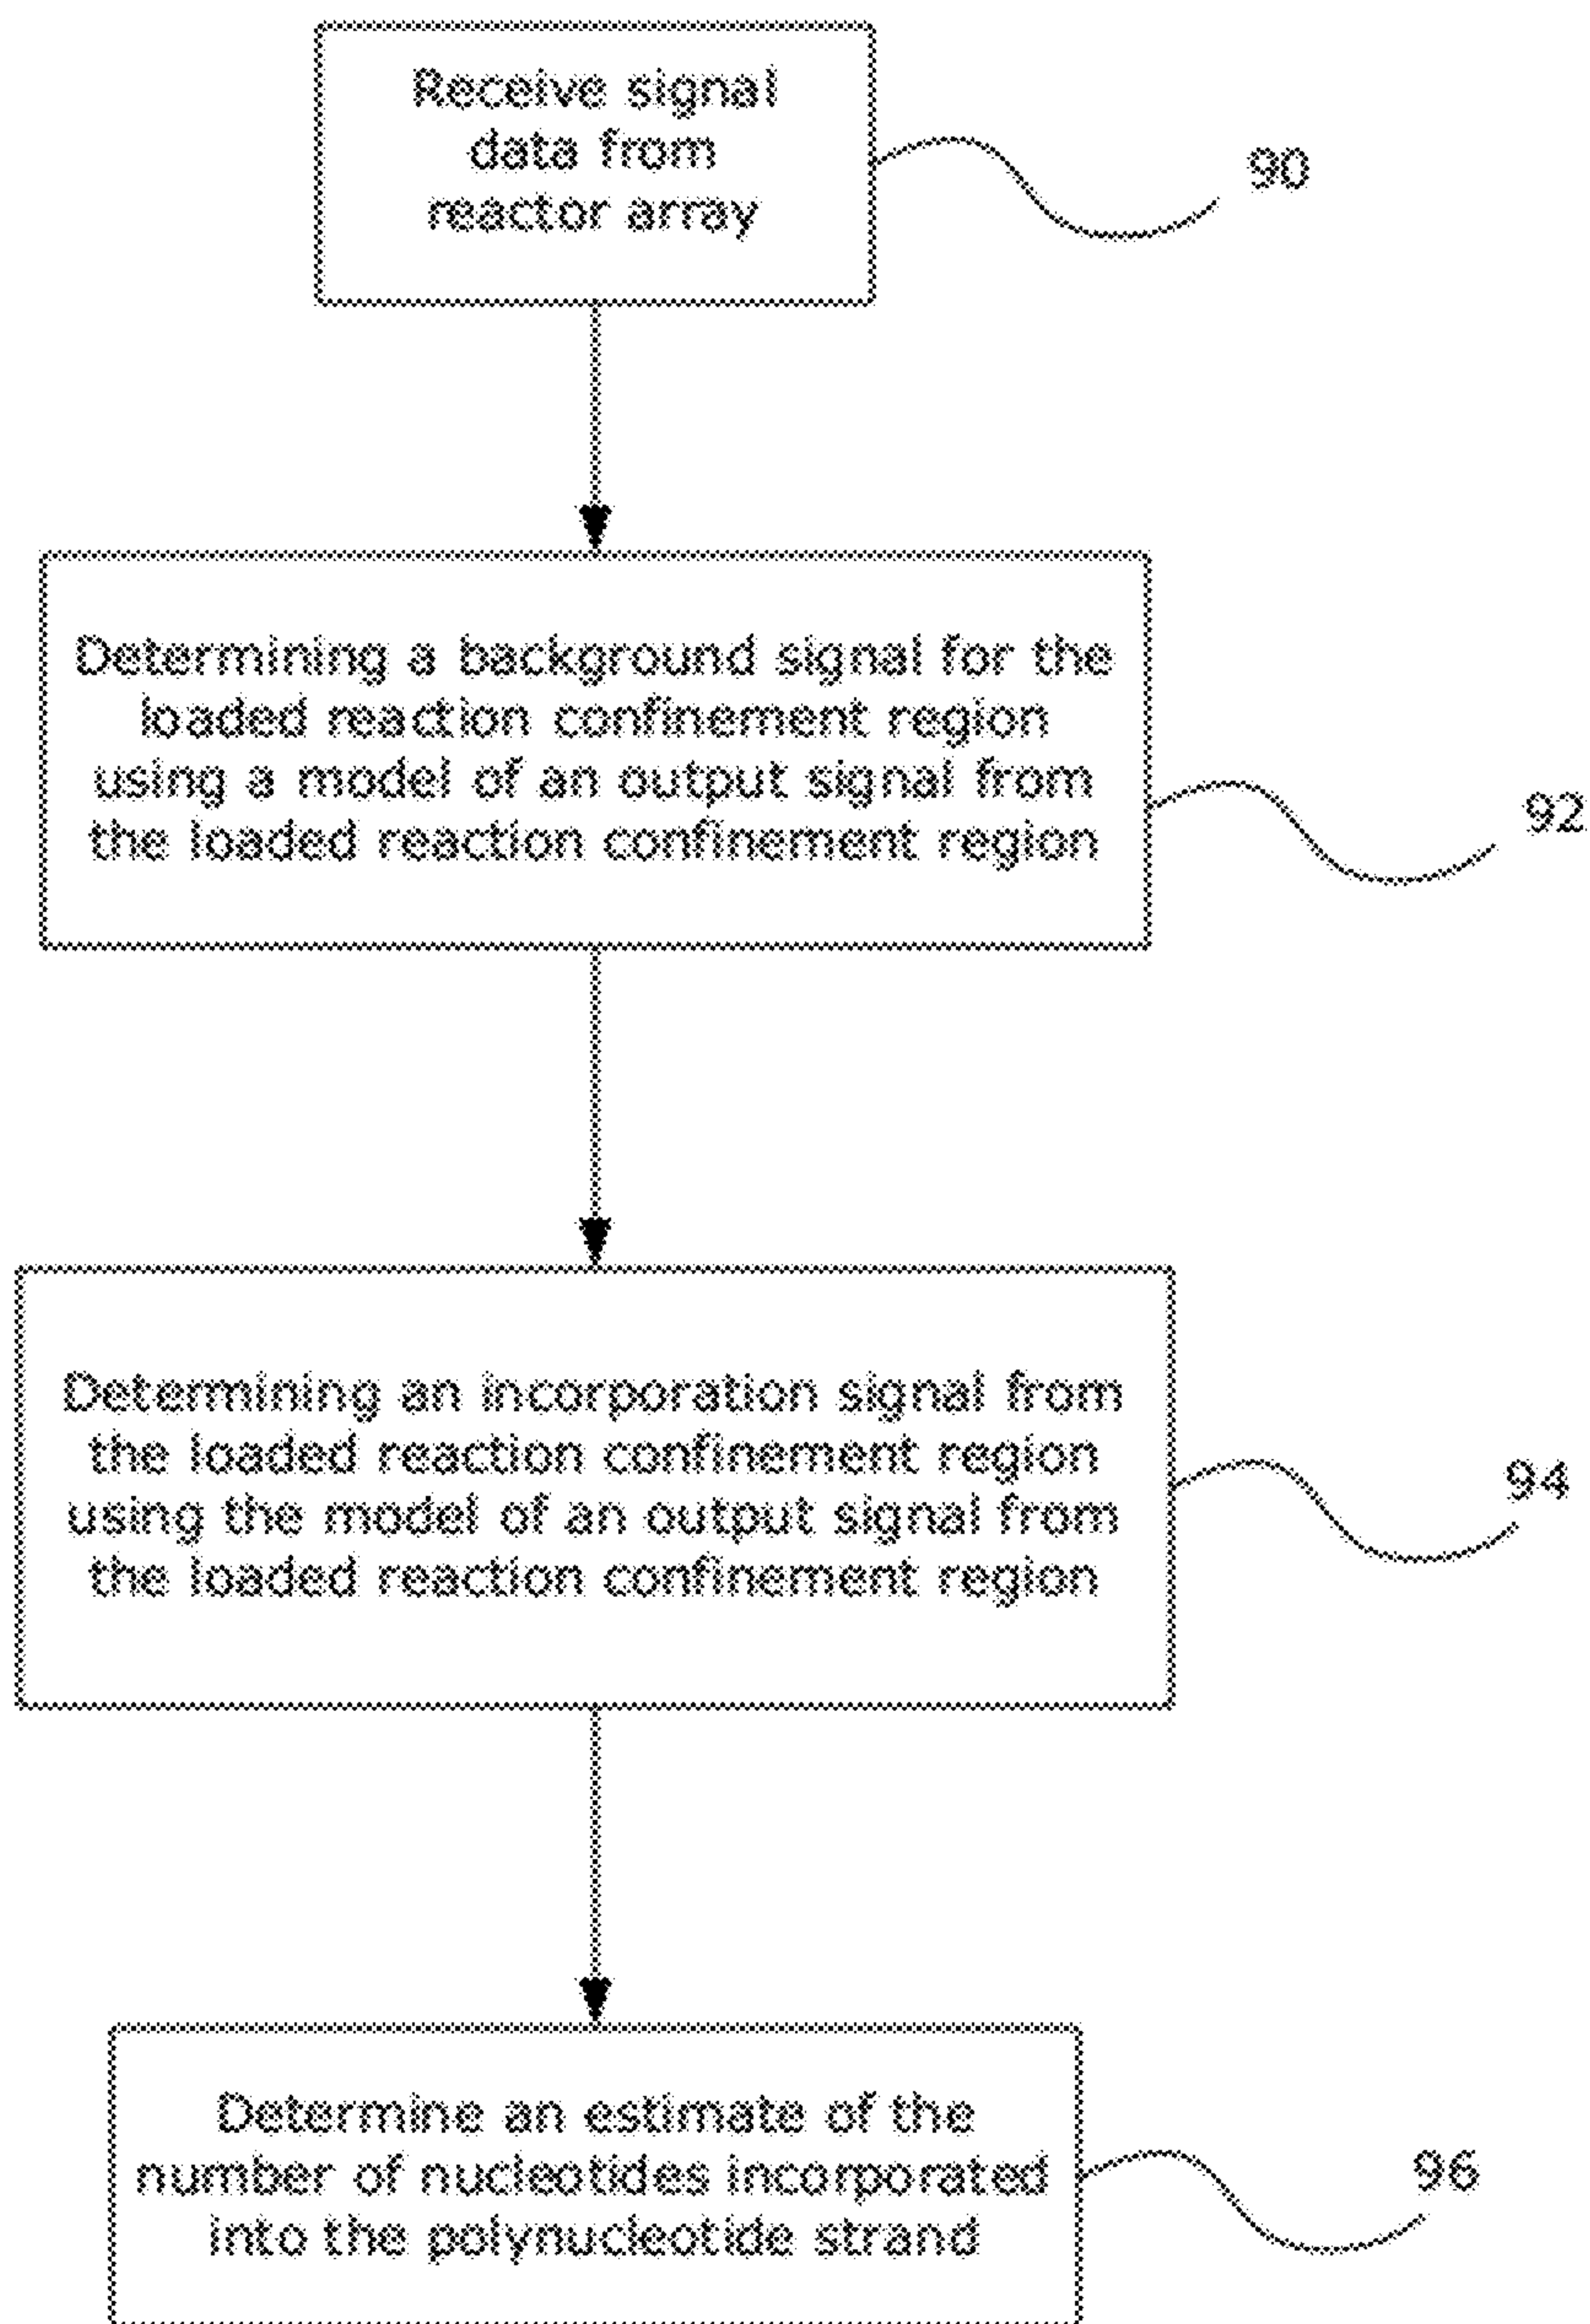 Receive signal
data from
reactor array
90
Determining a background signal for the
loaded reaction confinement region
using a model of an output signal from
the loaded reaction confinement region
92
Determining an incorporation signal from
the loaded reaction confinement region
using the model of an output signal from
the loaded reaction confinement region
94
Determine an estimate of the
number of nucleotides incorporated
into the polynucleotide strand
96